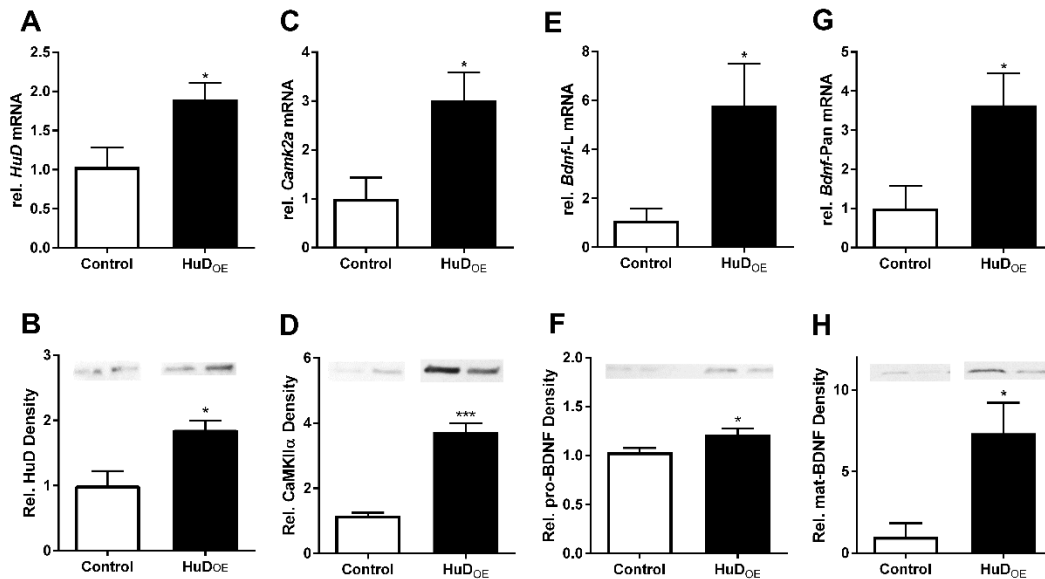 A
rel. HuD mRNA
2.5
2.0
1.5
1.0
0.5
0.0
*
Control
HuDOE
C
rel. Camk2a mRNA
4
3
2
1
0
*
Control
HuDOE
E
rel. Bdnf-L mRNA
8
6
4
2
0
*
Control
HuDOE
G
rel. Bdnf-Pan mRNA
5
4
3
2
1
0
*
Control
HuDOE
B
Rel. HuD Density
3
2
1
0
*
Control
HuDOE
D
Rel. CaMKIIα Density
6
4
2
0
***
Control
HuDOE
F
Rel. pro-BDNF Density
2.0
1.5
1.0
0.5
0.0
*
Control
HuDOE
H
Rel. mat-BDNF Density
10
5
0
*
Control
HuDOE